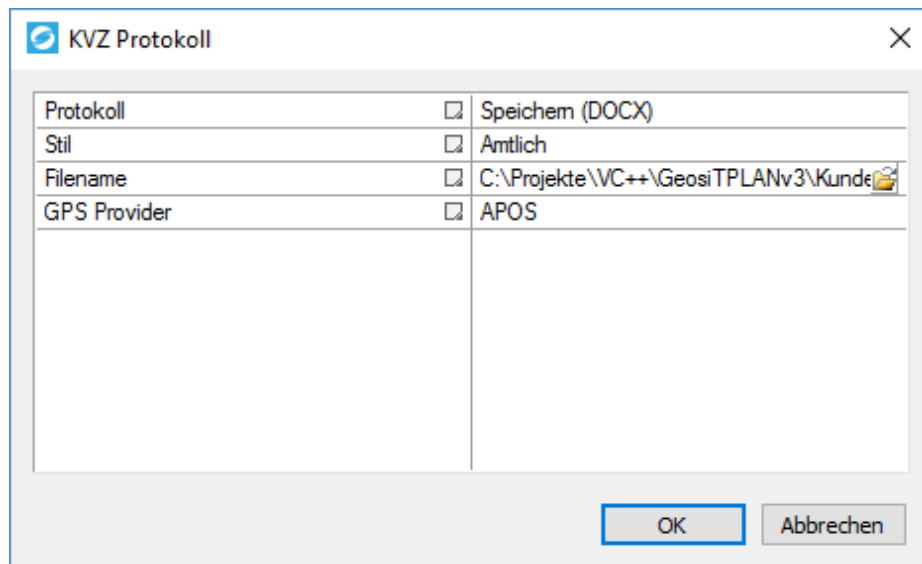 KVZ Protokoll
Protokoll Speichern (DOCX)
Stil Amtlich
Filename C:\Projekte\VC++\GeosiTPLANv3\Kunde
GPS Provider APOS
OK Abbrechen